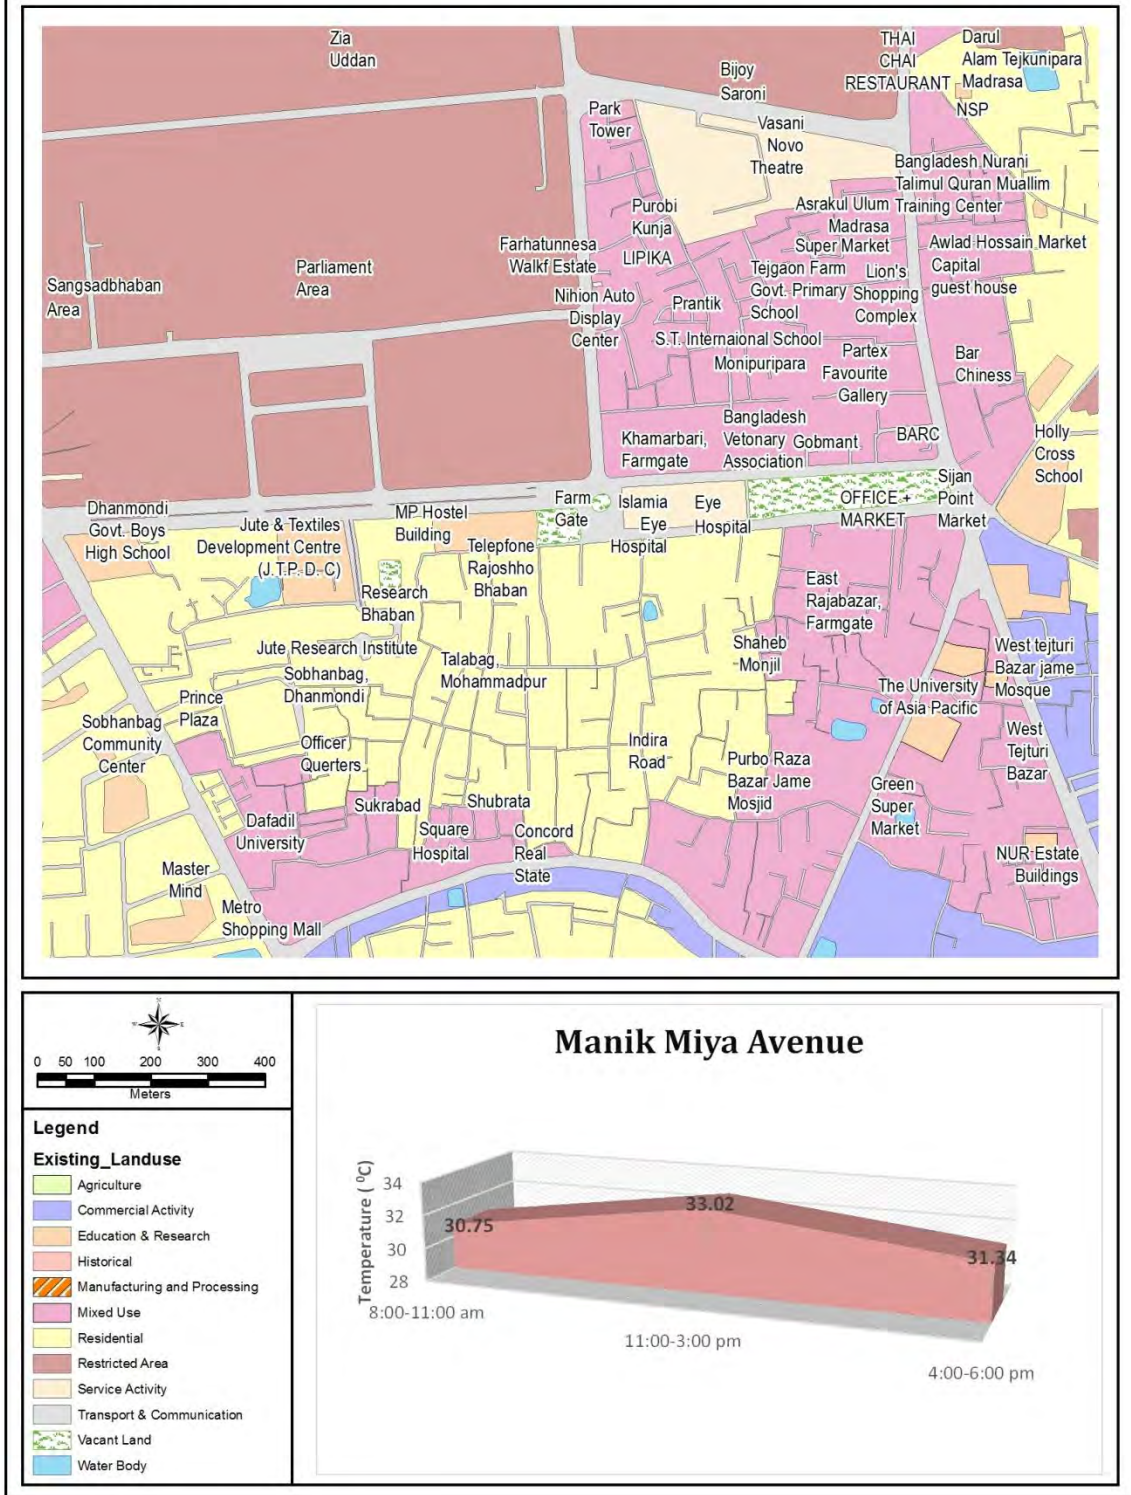 Zia
Uddan
Bijoy
Saroni
THAI
CHAI
RESTAURANT
Darul
Alam Tejkunipara
Madrasa
NSP
Park
Tower
Vasani
Novo
Theatre
Bangladesh Nurani
Talimul Quran Muallim
Training Center
Purobi
Kunja
Asrakul Ulum
Madrasa
Super Market
Awlad Hossain Market
Farhatunnesa
Walkf Estate
LIPIKA
Sangsadbhaban
Area
Parliament
Area
Tejgaon Farm
Govt. Primary
School
Lion's
Shopping
Complex
Capital
guest house
Nihion Auto
Display
Center
Prantik
S.T. Internaional School
Monipuripara
Partex
Favourite
Gallery
Bar
Chiness
Khamarbari,
Farmgate
Bangladesh
Vetonary
Association
Gobmant
BARC
Holly
Cross
School
Sijan
Point
Market
Dhanmondi
Govt. Boys
High School
Jute & Textiles
Development Centre
(J.T.P. D. C)
MP Hostel
Building
Farm
Gate
Islamia
Eye
Hospital
Eye
Hospital
OFFICE +
MARKET
Telepfone
Rajoshho
Bhaban
Research
Bhaban
East
Rajabazar,
Farmgate
Jute Research Institute
Sobhanbag,
Dhanmondi
Talabag,
Mohammadpur
Shaheb
Monjil
West tejturi
Bazar jame
Mosque
The University
of Asia Pacific
Prince
Plaza
Sobhanbag
Community
Center
Officer
Querters
Indira
Road
Purbo Raza
Bazar Jame
Mosjid
West
Tejturi
Bazar
Green
Super
Market
Sukrabad
Shubrata
Dafadil
University
Square
Hospital
Concord
Real
State
Master
Mind
NUR Estate
Buildings
Metro
Shopping Mall
N
W E
S
0 50 100 200 300 400
Meters
Legend
Existing_Landuse
Agriculture
Commercial Activity
Education & Research
Historical
Manufacturing and Processing
Mixed Use
Residential
Restricted Area
Service Activity
Transport & Communication
Vacant Land
Water Body
Manik Miya Avenue
Temperature ( ⁰C)
34
32
30
28
30.75
33.02
31.34
8:00-11:00 am
11:00-3:00 pm
4:00-6:00 pm